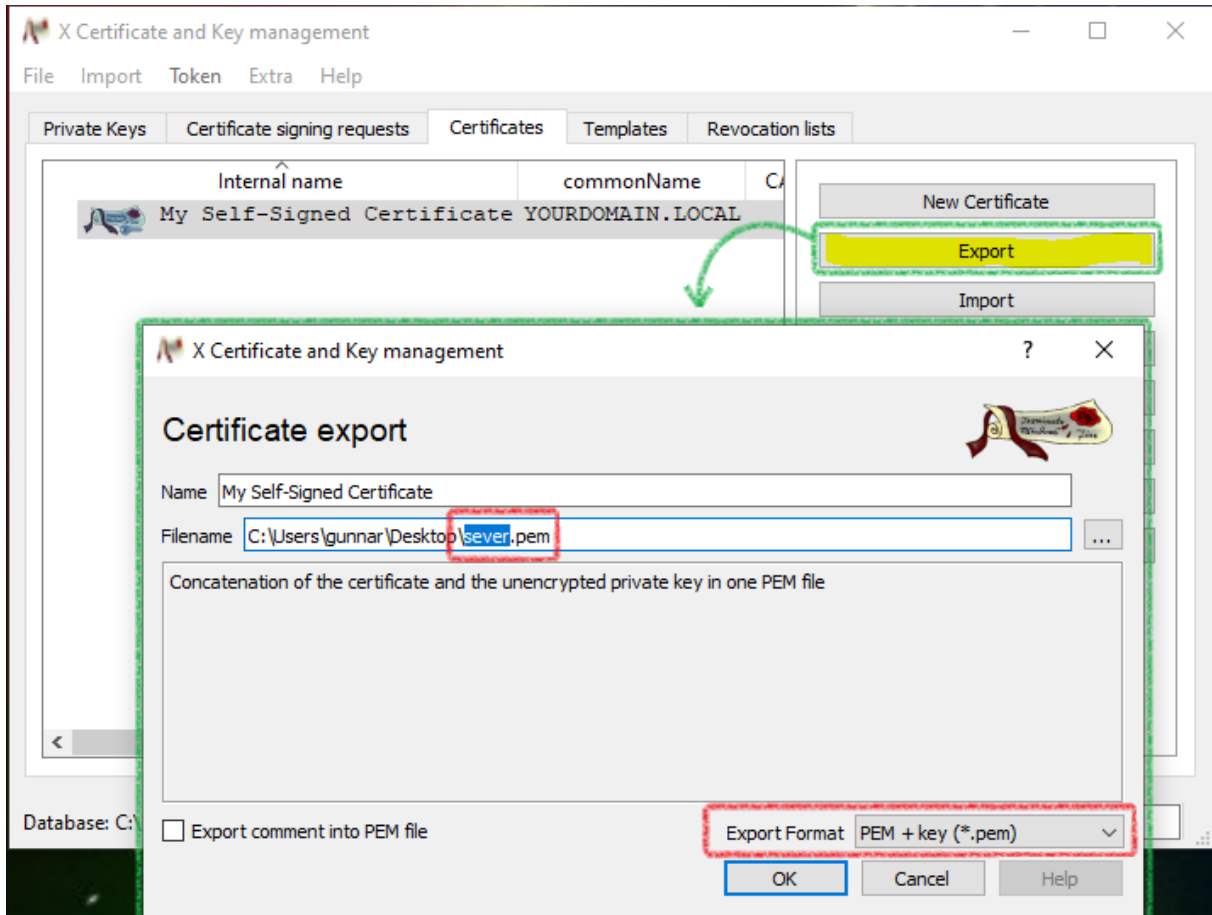 X Certificate and Key management
File Import Token Extra Help
Private Keys Certificate signing requests Certificates Templates Revocation lists
Internal name commonName CA
My Self-Signed Certificate YOURDOMAIN.LOCAL
New Certificate
Export
Import
X Certificate and Key management
Certificate export
Name My Self-Signed Certificate
Filename C:\Users\gunnar\Desktop\sever.pem
...
Concatenation of the certificate and the unencrypted private key in one PEM file
Database: C:\
Export comment into PEM file
Export Format PEM + key (*.pem)
OK Cancel Help